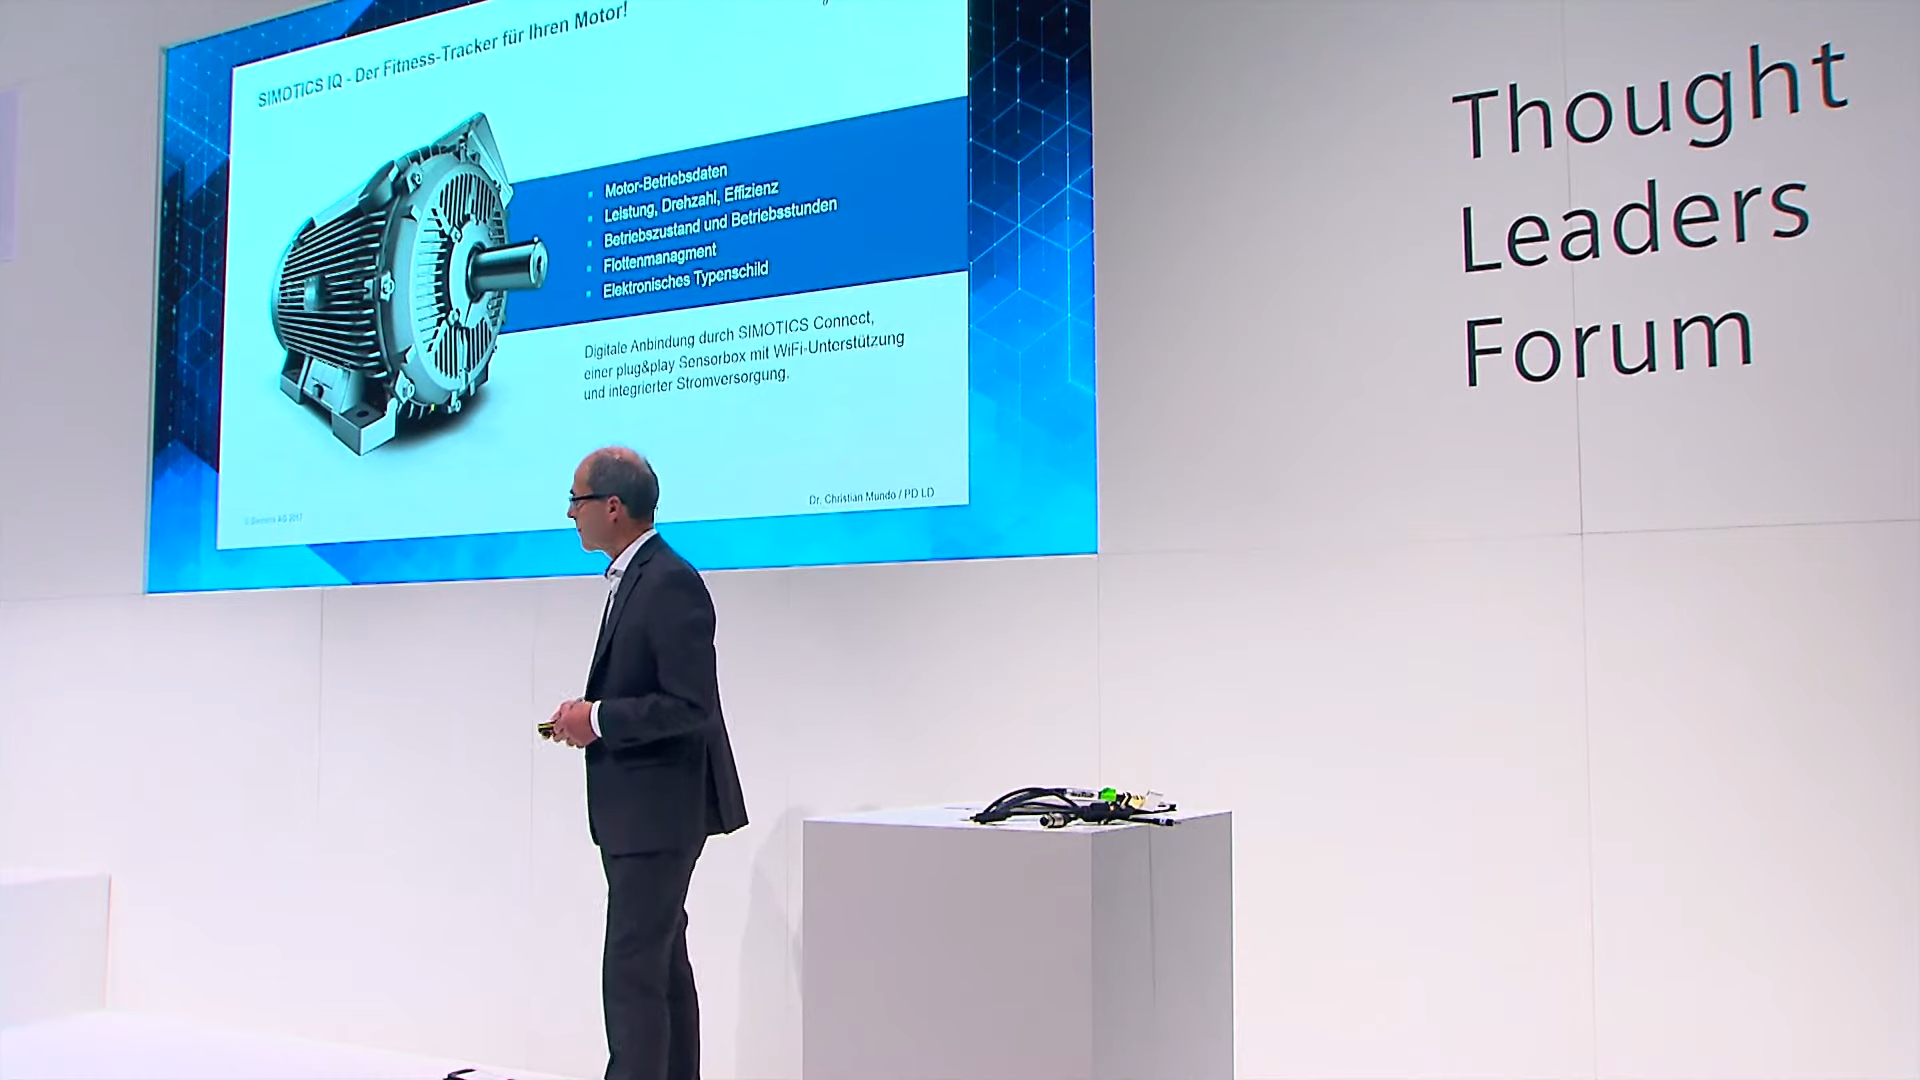 SIMOTICS IQ - Der Fitness-Tracker für Ihren Motor!
Motor-Betriebsdaten
Leistung, Drehzahl, Effizienz
Betriebszustand und Betriebsstunden
Flottenmanagment
Elektronisches Typenschild
Digitale Anbindung durch SIMOTICS Connect,
einer plug&play Sensorbox mit WiFi-Unterstützung
und integrierter Stromversorgung.
Dr. Christian Mundo / PD LD
Thought
Leaders
Forum